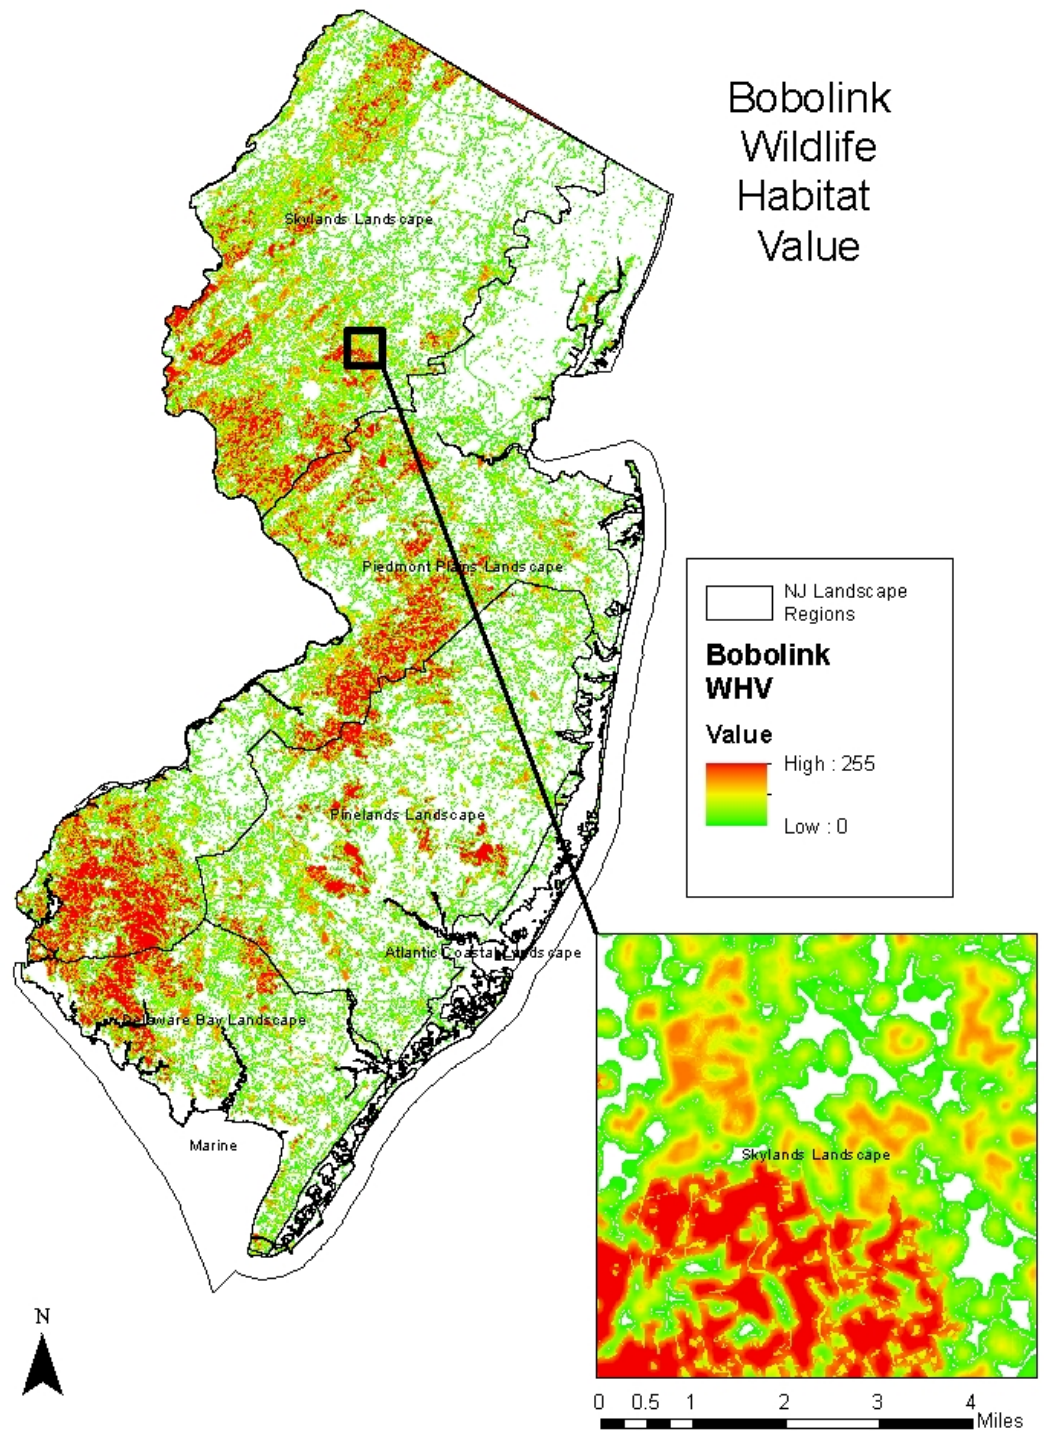 Bobolink
Wildlife
Habitat
Value
Skylands Landscape
Piedmont Plains Landscape
NJ Landscape
Regions
Bobolink
WHV
Value
High : 255
Low : 0
Pinelands Landscape
Atlantic Coastal Landscape
Delaware Bay Landscape
Marine
Skylands Landscape
N
0 0.5 1 2 3 4
Miles